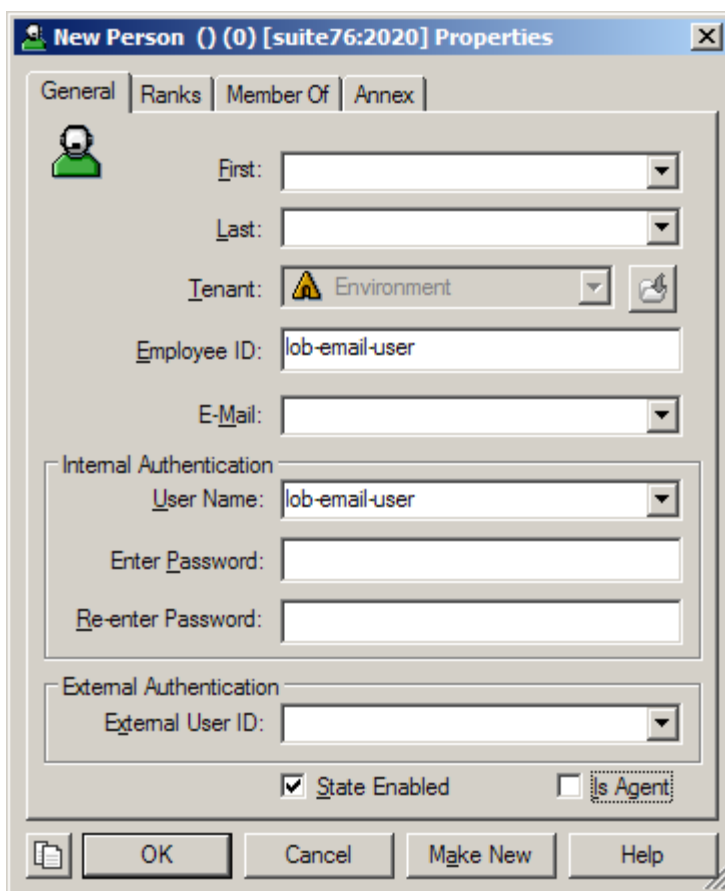 New Person () (0) [suite76:2020] Properties
General Ranks Member Of Annex
First:
Last:
Tenant: Environment
Employee ID: lob-email-user
E-Mail:
Internal Authentication
User Name: lob-email-user
Enter Password:
Re-enter Password:
External Authentication
External User ID:
State Enabled Is Agent
OK Cancel Make New Help